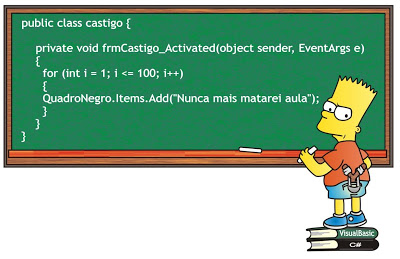 public class castigo {
private void frmCastigo_Activated(object sender, EventArgs e)
{
for (int i = 1; i <= 100; i++)
{
QuadroNegro.Items.Add("Nunca mais matarei aula");
}
}
}
VisualBasic
C#